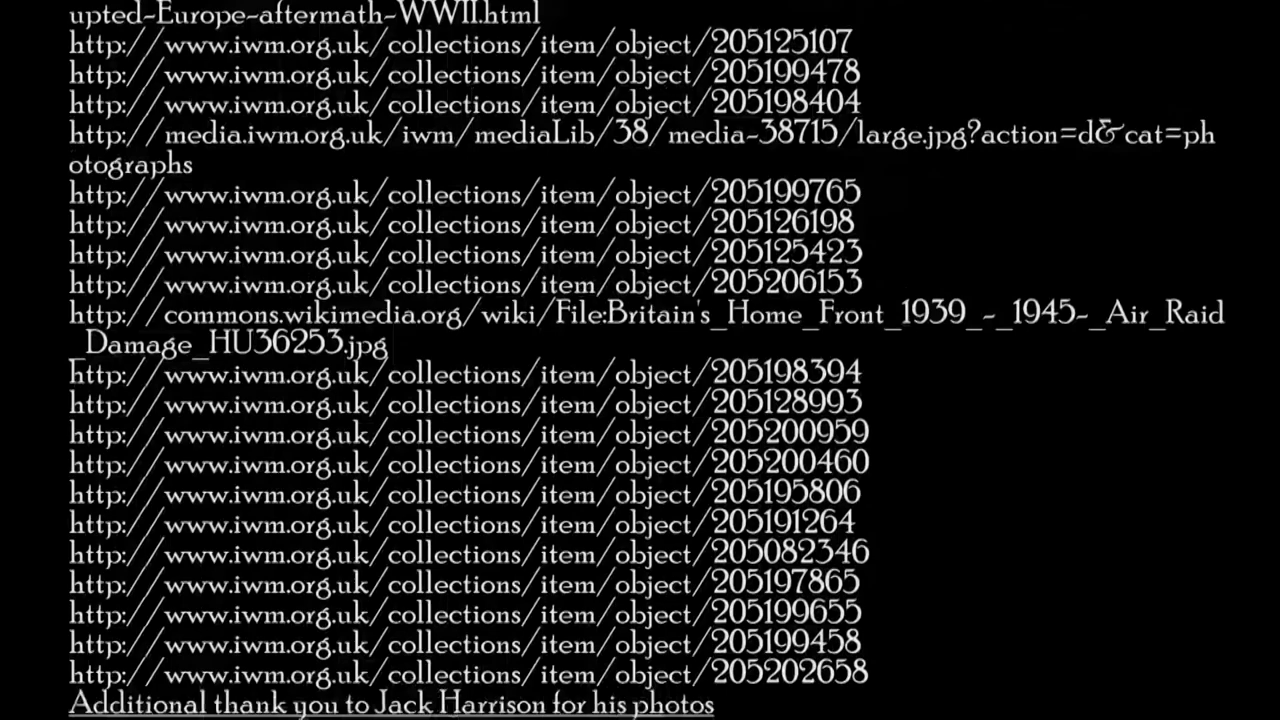 upted-Europe-aftermath-WWII.html
http://www.iwm.org.uk/collections/item/object/205125107
http://www.iwm.org.uk/collections/item/object/205199478
http://www.iwm.org.uk/collections/item/object/205198404
http://media.iwm.org.uk/iwm/mediaLib/38/media-38715/large.jpg?action=d&cat=ph
otographs
http://www.iwm.org.uk/collections/item/object/205199765
http://www.iwm.org.uk/collections/item/object/205126198
http://www.iwm.org.uk/collections/item/object/205125423
http://www.iwm.org.uk/collections/item/object/205206153
http://commons.wikimedia.org/wiki/File:Britain's_Home_Front_1939_-_1945-_Air_Raid
_Damage_HU36253.jpg
http://www.iwm.org.uk/collections/item/object/205198394
http://www.iwm.org.uk/collections/item/object/205128993
http://www.iwm.org.uk/collections/item/object/205200959
http://www.iwm.org.uk/collections/item/object/205200460
http://www.iwm.org.uk/collections/item/object/205195806
http://www.iwm.org.uk/collections/item/object/205191264
http://www.iwm.org.uk/collections/item/object/205082346
http://www.iwm.org.uk/collections/item/object/205197865
http://www.iwm.org.uk/collections/item/object/205199655
http://www.iwm.org.uk/collections/item/object/205199458
http://www.iwm.org.uk/collections/item/object/205202658
Additional thank you to Jack Harrison for his photos